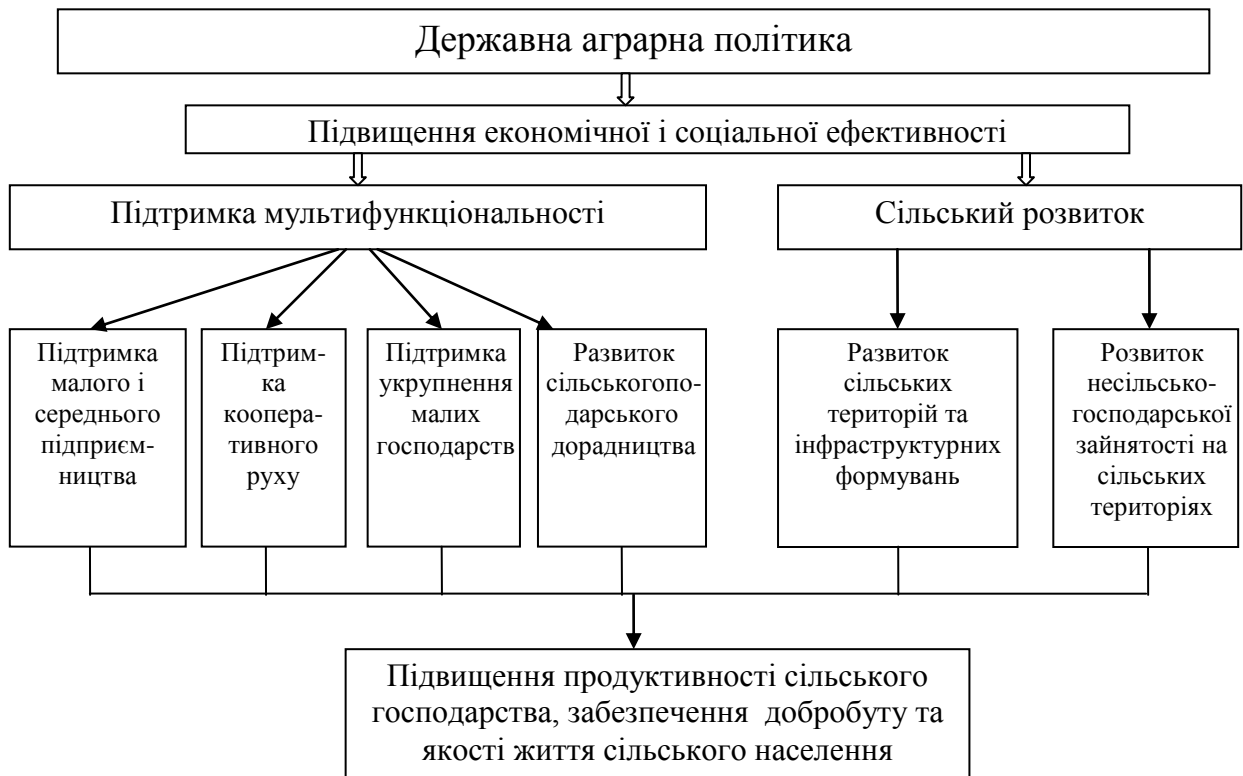 Державна аграрна політика
Підвищення економічної і соціальної ефективності
Підтримка мультифункціональності
Сільський розвиток
Підтримка
малого і
середнього
підприєм-
ництва
Підтрим-
ка
коопера-
тивного
руху
Підтримка
укрупнення
малих
господарств
Развиток
сільськогопо-
дарського
дорадництва
Развиток
сільських
територій та
інфраструктурних
формувань
Розвиток
несільсько-
господарської
зайнятості на
сільських
територіях
Підвищення продуктивності сільського
господарства, забезпечення добробуту та
якості життя сільського населення